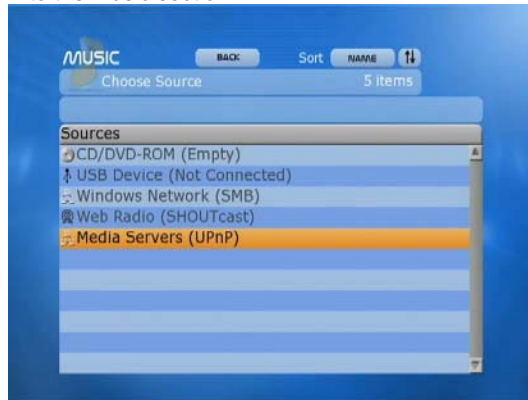 MUSIC BACK Sort NAME
Choose Source 5 items
Sources
CD/DVD-ROM (Empty)
USB Device (Not Connected)
Windows Network (SMB)
Web Radio (SHOUTcast)
Media Servers (UPnP)